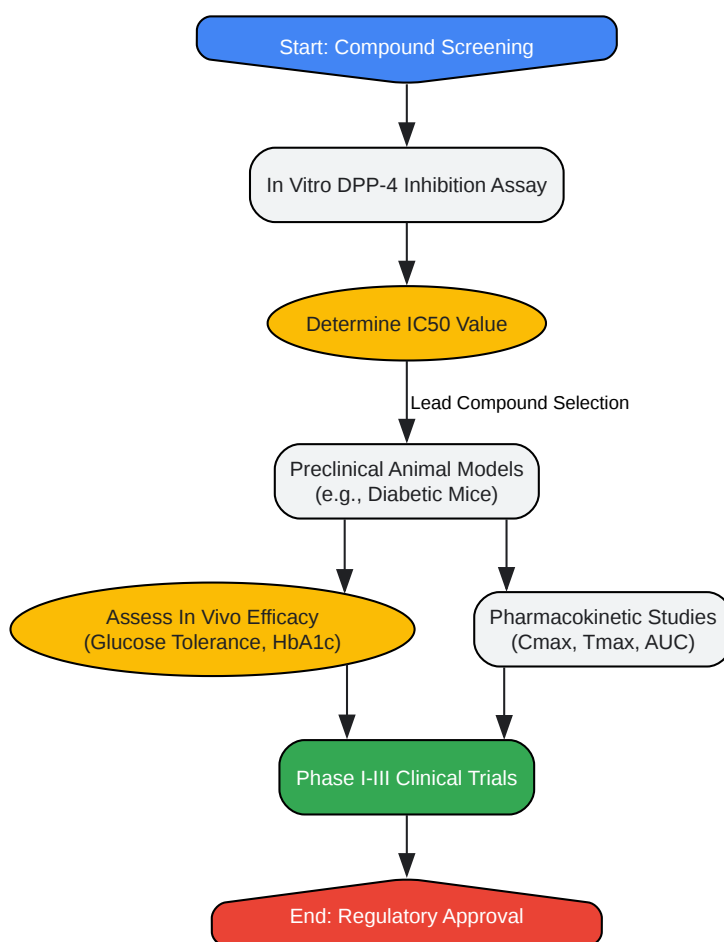 Start: Compound Screening
In Vitro DPP-4 Inhibition Assay
Determine IC50 Value
Lead Compound Selection
Preclinical Animal Models
(e.g., Diabetic Mice)
Assess In Vivo Efficacy
(Glucose Tolerance, HbA1c)
Pharmacokinetic Studies
(Cmax, Tmax, AUC)
Phase I-III Clinical Trials
End: Regulatory Approval